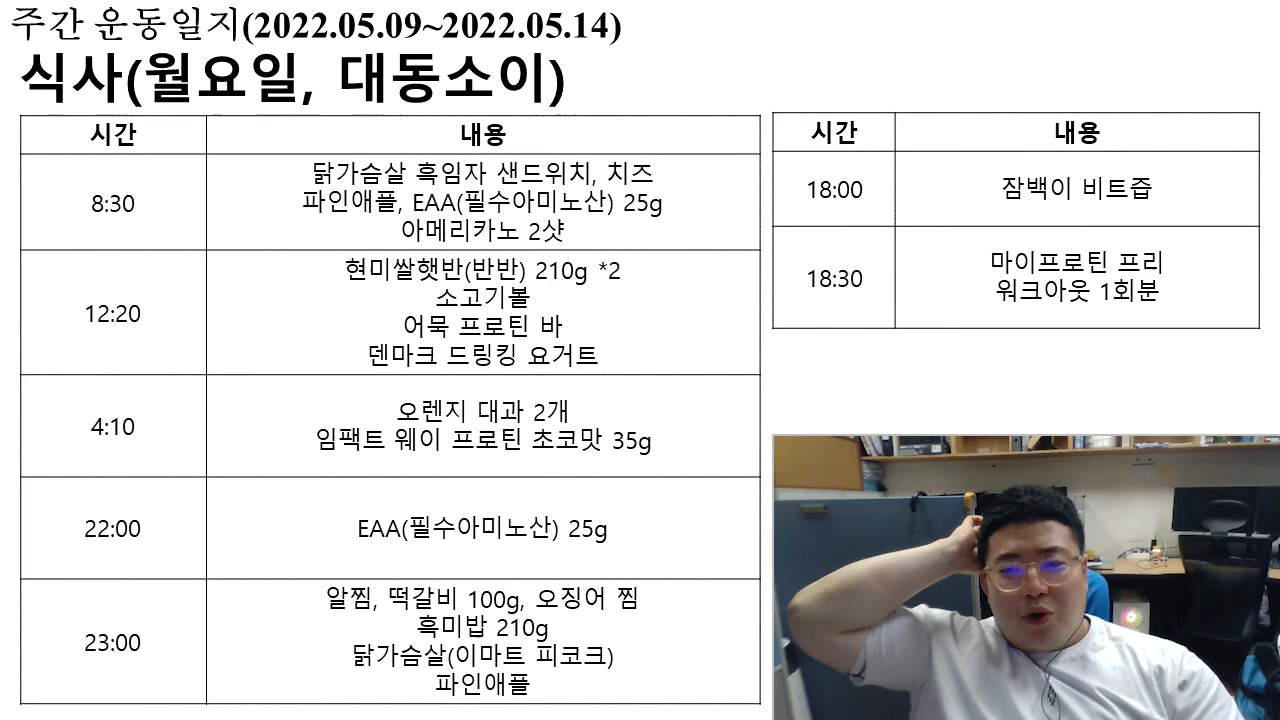 주간 운동일지(2022.05.09~2022.05.14)
식사(월요일, 대동소이)
시간 내용
8:30
닭가슴살 흑임자 샌드위치, 치즈
파인애플, EAA(필수아미노산) 25g
아메리카노 2샷
12:20
현미쌀햇반(반반) 210g *2
소고기볼
어묵 프로틴 바
덴마크 드링킹 요거트
4:10
오렌지 대과 2개
임팩트 웨이 프로틴 초코맛 35g
22:00
EAA(필수아미노산) 25g
23:00
알찜, 떡갈비 100g, 오징어 찜
흑미밥 210g
닭가슴살(이마트 피코크)
파인애플
시간 내용
18:00
잠백이 비트즙
18:30
마이프로틴 프리
워크아웃 1회분